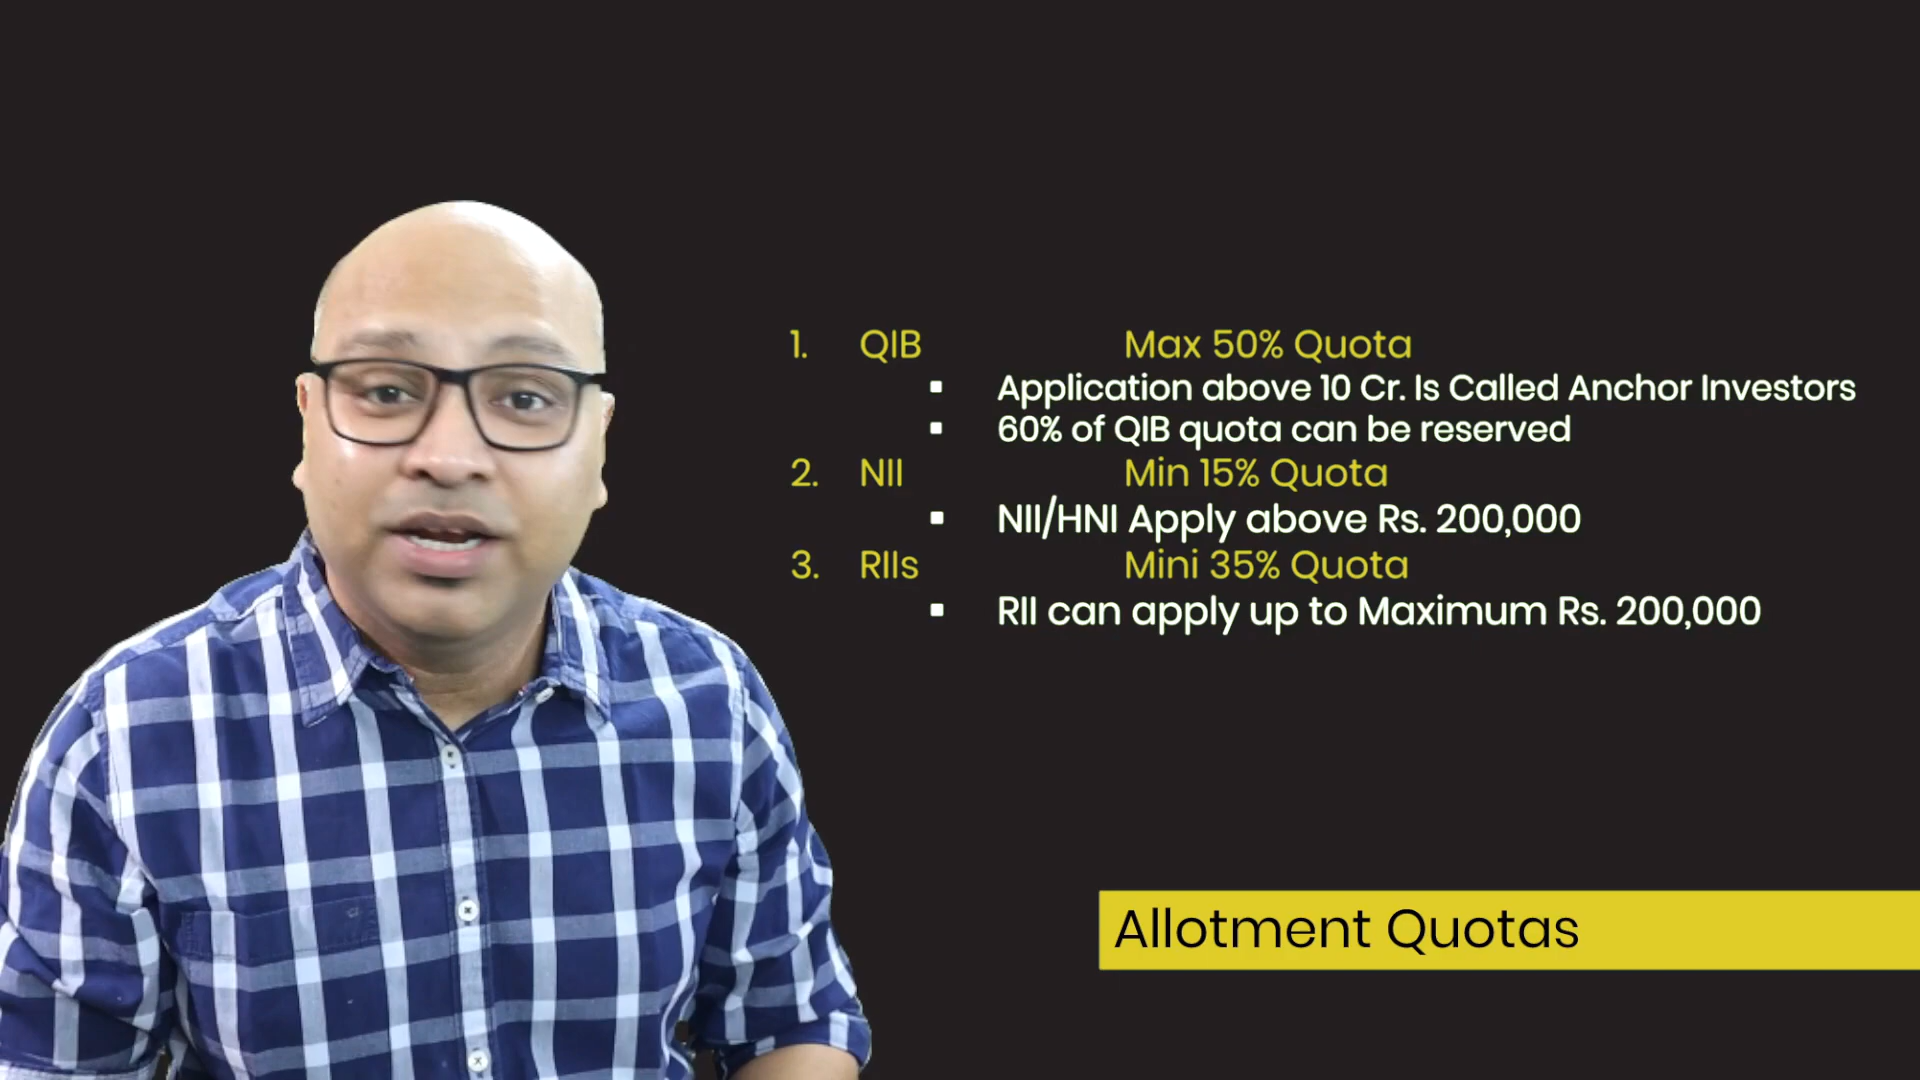 1. QIB Max 50% Quota
▪ Application above 10 Cr. Is Called Anchor Investors
▪ 60% of QIB quota can be reserved
2. NII Min 15% Quota
▪ NII/HNI Apply above Rs. 200,000
3. RIIs Mini 35% Quota
▪ RII can apply up to Maximum Rs. 200,000
Allotment Quotas